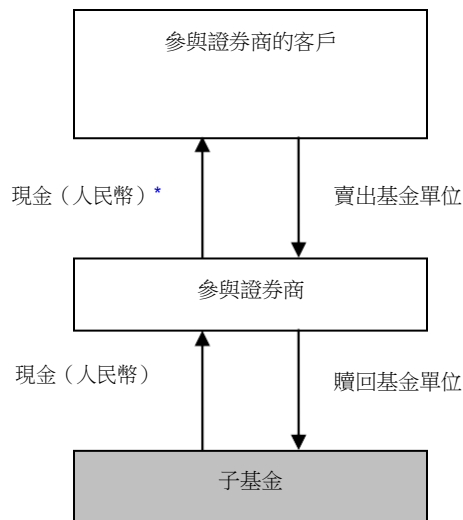 參與證券商的客戶
現金（人民幣）*
賣出基金單位
參與證券商
現金（人民幣）
贖回基金單位
子基金